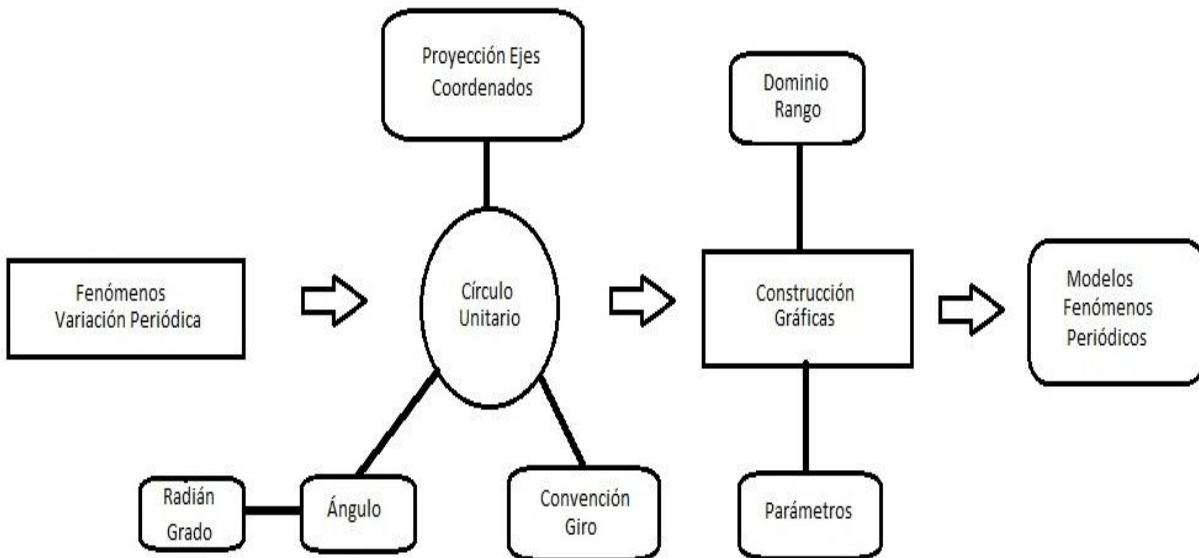 Proyección Ejes
Coordenados
Dominio
Rango
Fenómenos
Variación Periódica
Círculo
Unitario
Construcción
Gráficas
Modelos
Fenómenos
Periódicos
Radián
Grado
Ángulo
Convención
Giro
Parámetros